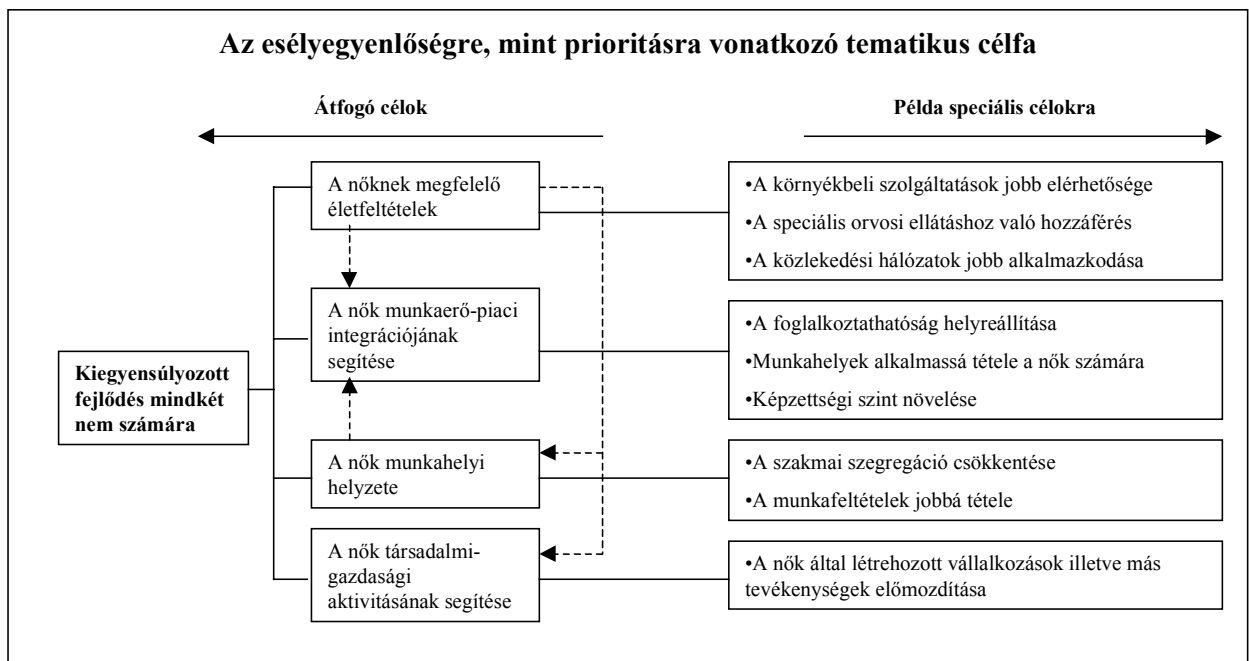 Az esélyegyenlőségre, mint prioritásra vonatkozó tematikus célfa
Átfogó célok
Példa speciális célokra
Kiegyensúlyozott
fejlődés mindkét
nem számára
A nőknek megfelelő
életfeltételek
•A környékbeli szolgáltatások jobb elérhetősége
•A speciális orvosi ellátáshoz való hozzáférés
•A közlekedési hálózatok jobb alkalmazkodása
A nők munkaerő-piaci
integrációjának
segítése
•A foglalkoztathatóság helyreállítása
•Munkahelyek alkalmassá tétele a nők számára
•Képzettségi szint növelése
A nők munkahelyi
helyzete
•A szakmai szegregáció csökkentése
•A munkafeltételek jobbá tétele
A nők társadalmi-
gazdasági
aktivitásának segítése
•A nők által létrehozott vállalkozások illetve más
tevékenységek előmozdítása